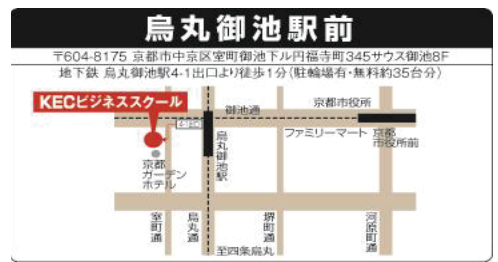 烏丸御池駅前
〒604-8175 京都市中京区室町御池下ル円福寺町345サウス御池8F
地下鉄 烏丸御池駅4-1出口より徒歩1分(駐輪場有・無料約35台分)
KECビジネススクール
御池通
京都市役所
4-1出口
ファミリーマート
京都市役所前
烏丸御池駅
京都
ガーデン
ホテル
室町通
烏丸通
堺町通
河原町通
至四条烏丸